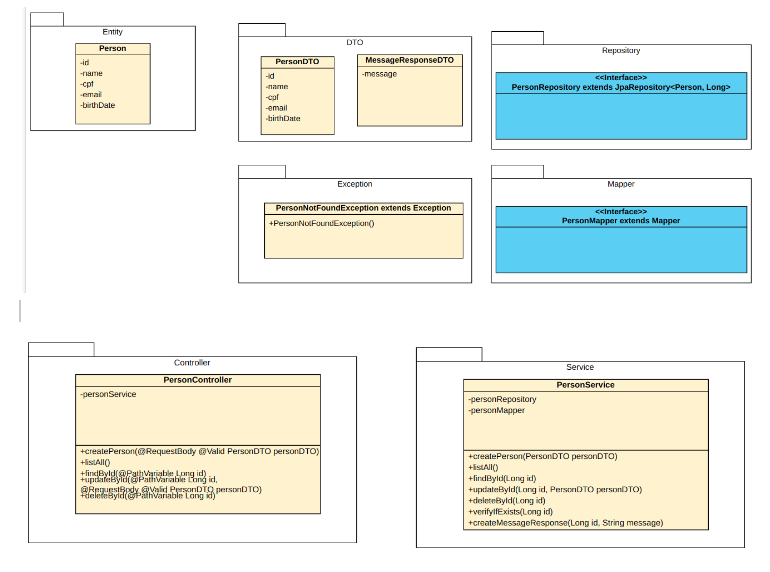 Entity
Person
-id
-name
-cpf
-email
-birthDate
DTO
PersonDTO
-id
-name
-cpf
-email
-birthDate
MessageResponseDTO
-message
Repository
<<Interface>>
PersonRepository extends JpaRepository<Person, Long>
Exception
PersonNotFoundException extends Exception
+PersonNotFoundException()
Mapper
<<Interface>>
PersonMapper extends Mapper
Controller
PersonController
-personService
+createPerson(@RequestBody @Valid PersonDTO personDTO)
+listAll()
+findById(@PathVariable Long id)
+updateById(@PathVariable Long id,
@RequestBody @Valid PersonDTO personDTO)
+deleteById(@PathVariable Long id)
Service
PersonService
-personRepository
-personMapper
+createPerson(PersonDTO personDTO)
+listAll()
+findById(Long id)
+updateById(Long id, PersonDTO personDTO)
+deleteById(Long id)
+verifyIfExists(Long id)
+createMessageResponse(Long id, String message)